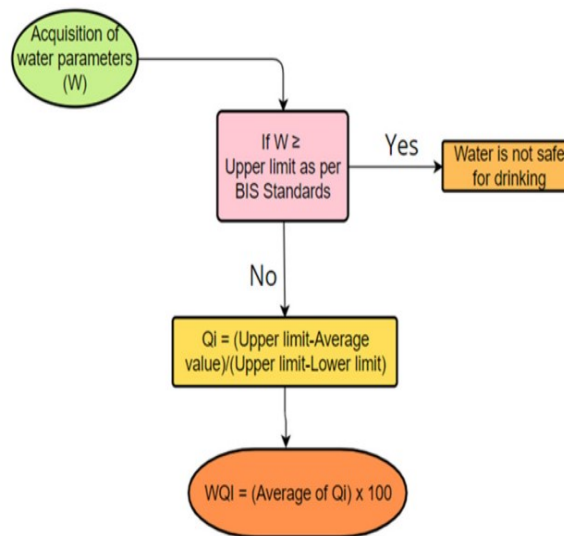 Acquisition of
water parameters
(W)
If W ≥
Upper limit as per
BIS Standards
Yes
Water is not safe
for drinking
No
Qi = (Upper limit-Average
value)/(Upper limit-Lower limit)
WQI = (Average of Qi) x 100